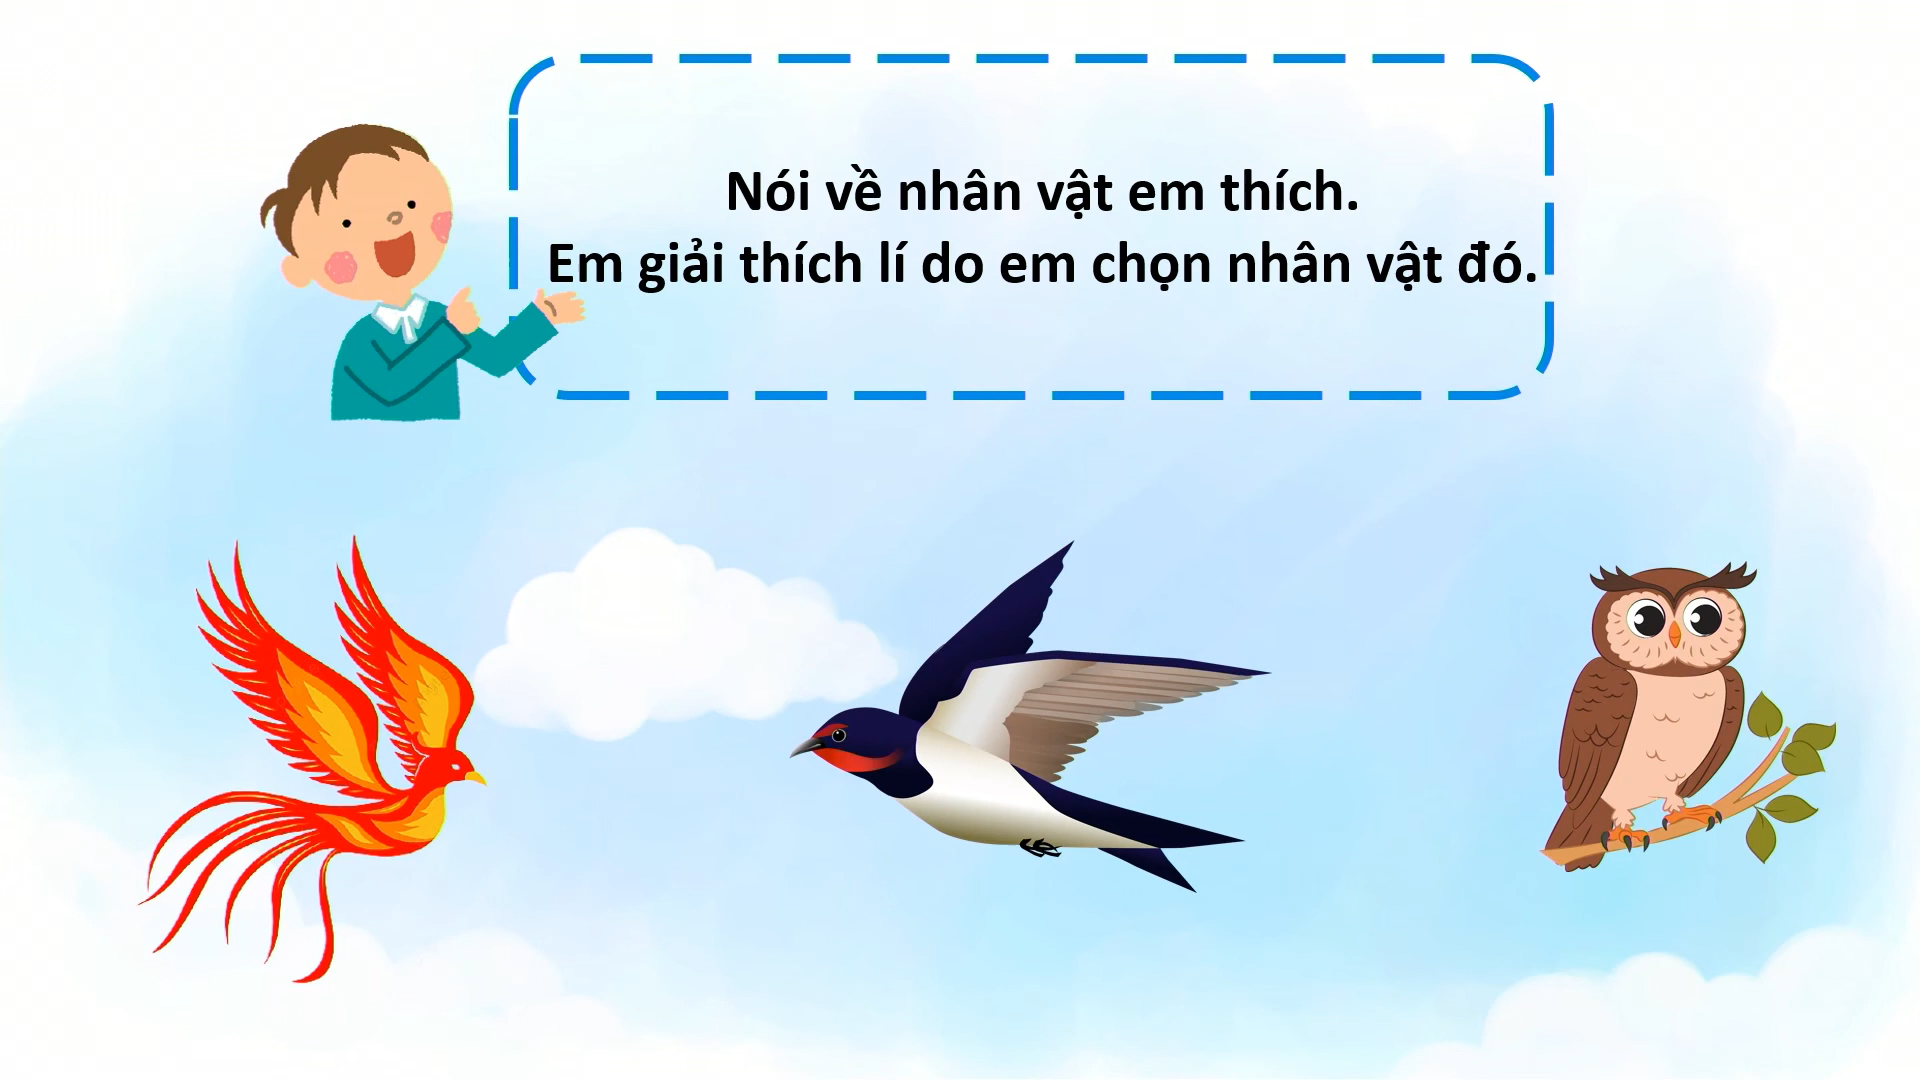 Nói về nhân vật em thích.
Em giải thích lí do em chọn nhân vật đó.